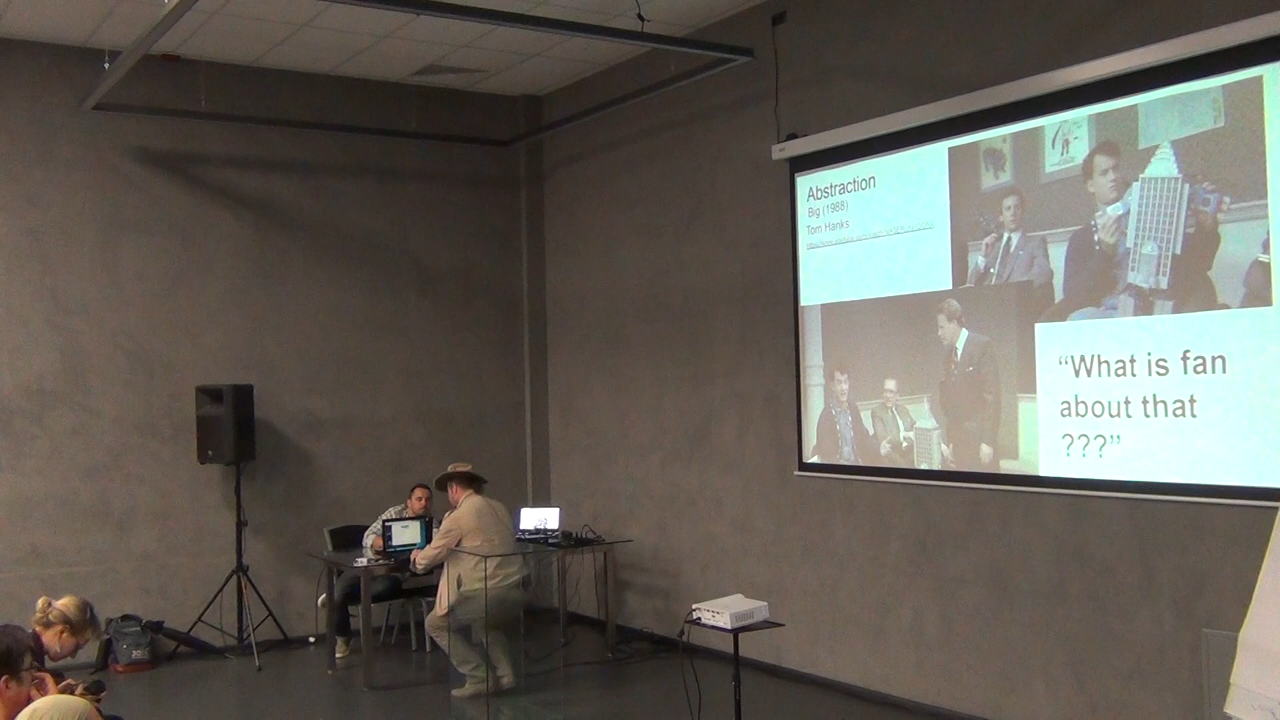 Abstraction
Big (1988)
Tom Hanks
“What is fan
about that
???”